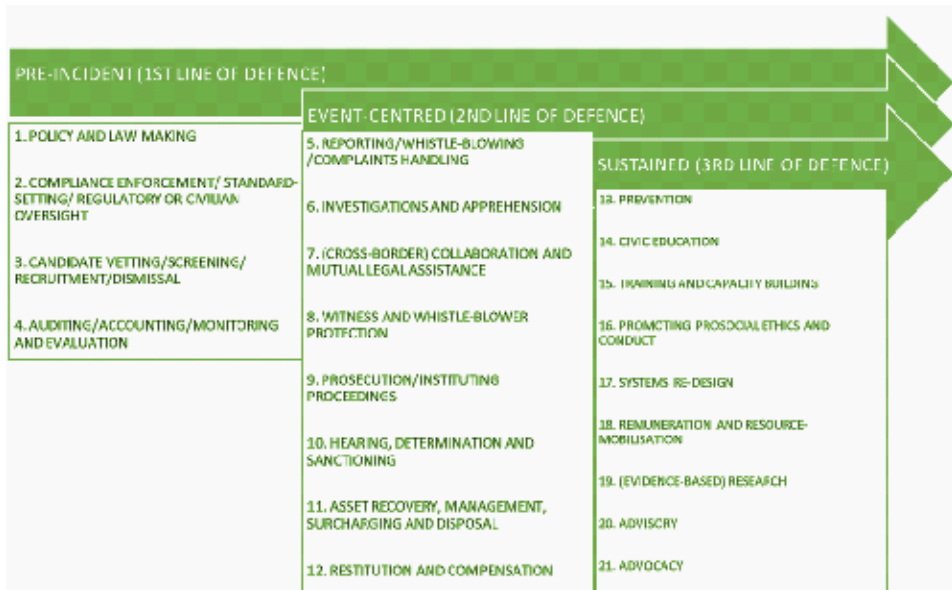 PRE-INCIDENT (1ST LINE OF DEFENCE)
1. POLICY AND LAW MAKING
2. COMPLIANCE ENFORCEMENT/ STANDARD-
SETTING/ REGULATORY OR CIVILIAN
OVERSIGHT
3. CANDIDATE VETTING/SCREENING/
RECRUITMENT/DISMISSAL
4. AUDITING/ACCOUNTING/MONITORING
AND EVALUATION
EVENT-CENTRED (2ND LINE OF DEFENCE)
5. REPORTING/WHISTLE-BLOWING
/COMPLAINTS HANDLING
6. INVESTIGATIONS AND APPREHENSION
7. (CROSS-BORDER) COLLABORATION AND
MUTUAL LEGAL ASSISTANCE
8. WITNESS AND WHISTLE-BLOWER
PROTECTION
9. PROSECUTION/INSTITUTING
PROCEEDINGS
10. HEARING, DETERMINATION AND
SANCTIONING
11. ASSET RECOVERY, MANAGEMENT,
SURCHARGING AND DISPOSAL
12. RESTITUTION AND COMPENSATION
SUSTAINED (3RD LINE OF DEFENCE)
13. PREVENTION
14. CIVIC EDUCATION
15. TRAINING AND CAPACITY BUILDING
16. PROMOTING PROSOCIAL ETHICS AND
CONDUCT
17. SYSTEMS RE-DESIGN
18. REMUNERATION AND RESOURCE-
MOBILISATION
19. (EVIDENCE-BASED) RESEARCH
20. ADVISORY
21. ADVOCACY